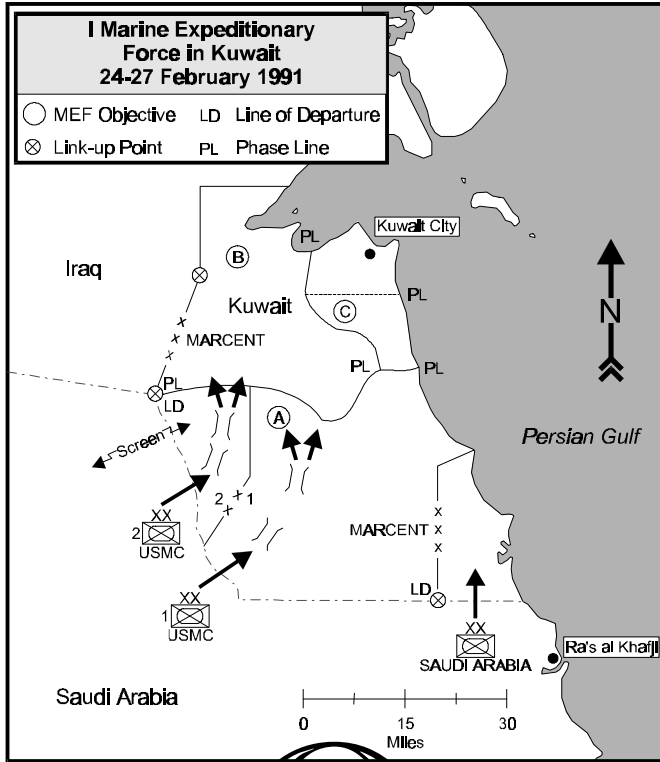 I Marine Expeditionary
Force in Kuwait
24-27 February 1991
MEF Objective LD Line of Departure
Link-up Point PL Phase Line
PL
Kuwait City
B
Iraq
Kuwait
PL
C
N
x
x
x
MARCENT
PL
PL
PL
LD
A
Persian Gulf
Screen
2 x 1
x
XX
2
USMC
MARCENT
x
x
x
LD
XX
1
USMC
XX
SAUDI ARABIA
Ra's al Khafji
Saudi Arabia
0 15 30
Miles